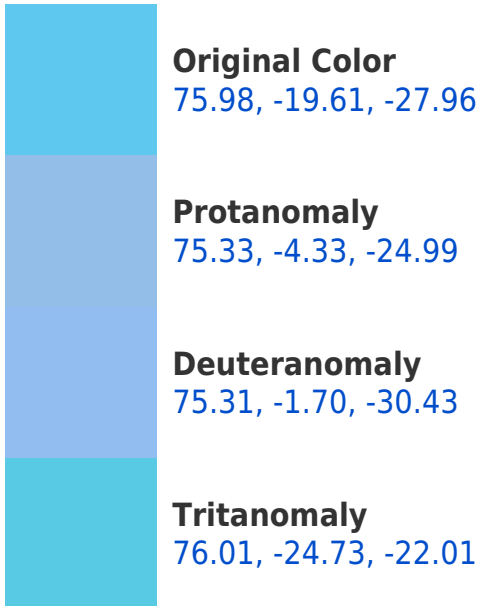 Original Color
75.98, -19.61, -27.96
Protanomaly
75.33, -4.33, -24.99
Deuteranomaly
75.31, -1.70, -30.43
Tritanomaly
76.01, -24.73, -22.01